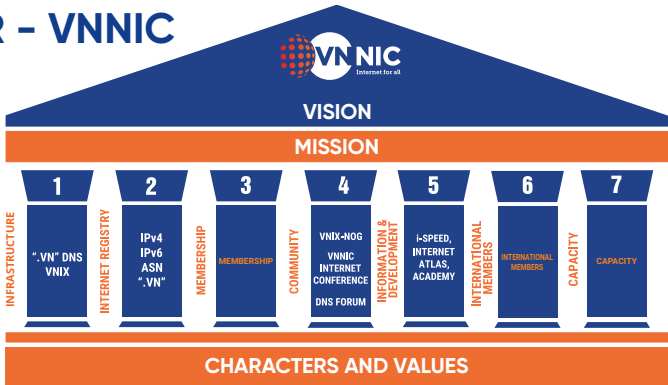 R - VNNIC
VNNIC
Internet for all
VISION
MISSION
1
2
3
4
5
6
7
INFRASTRUCTURE
“.VN” DNS
VNIX
INTERNET REGISTRY
IPv4
IPv6
ASN
“.VN”
MEMBERSHIP
MEMBERSHIP
COMMUNITY
VNIX-NOG
VNNIC
INTERNET
CONFERENCE
DNS FORUM
INFORMATION &
DEVELOPMENT
i-SPEED,
INTERNET
ATLAS,
ACADEMY
INTERNATIONAL
MEMBERS
INTERNATIONAL
MEMBERS
CAPACITY
CAPACITY
CHARACTERS AND VALUES